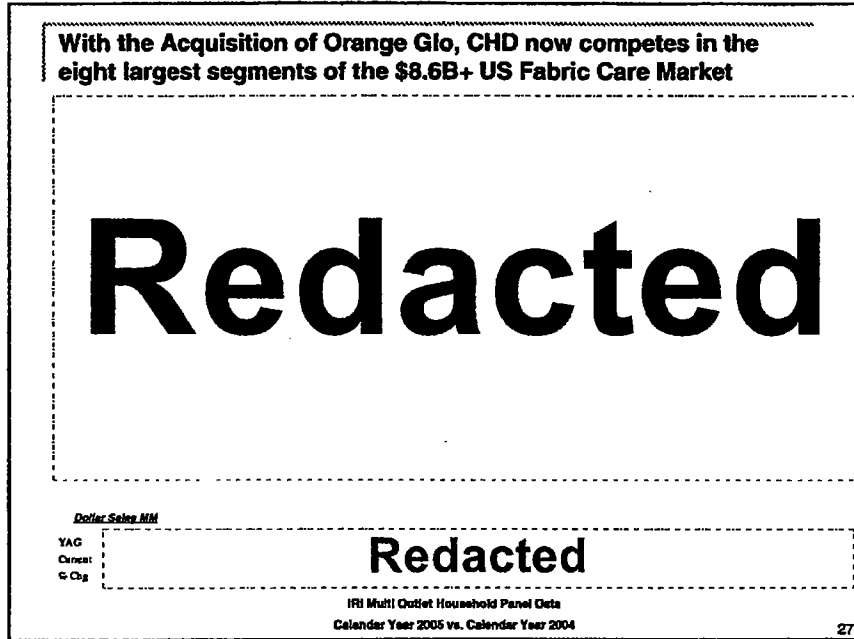 With the Acquisition of Orange Glo, CHD now competes in the
eight largest segments of the $8.6B+ US Fabric Care Market
Redacted
Dollar Sales MM
YAG
Current
% Chg
Redacted
IRI Multi Outlet Household Panel Data
Calendar Year 2005 vs. Calendar Year 2004
27